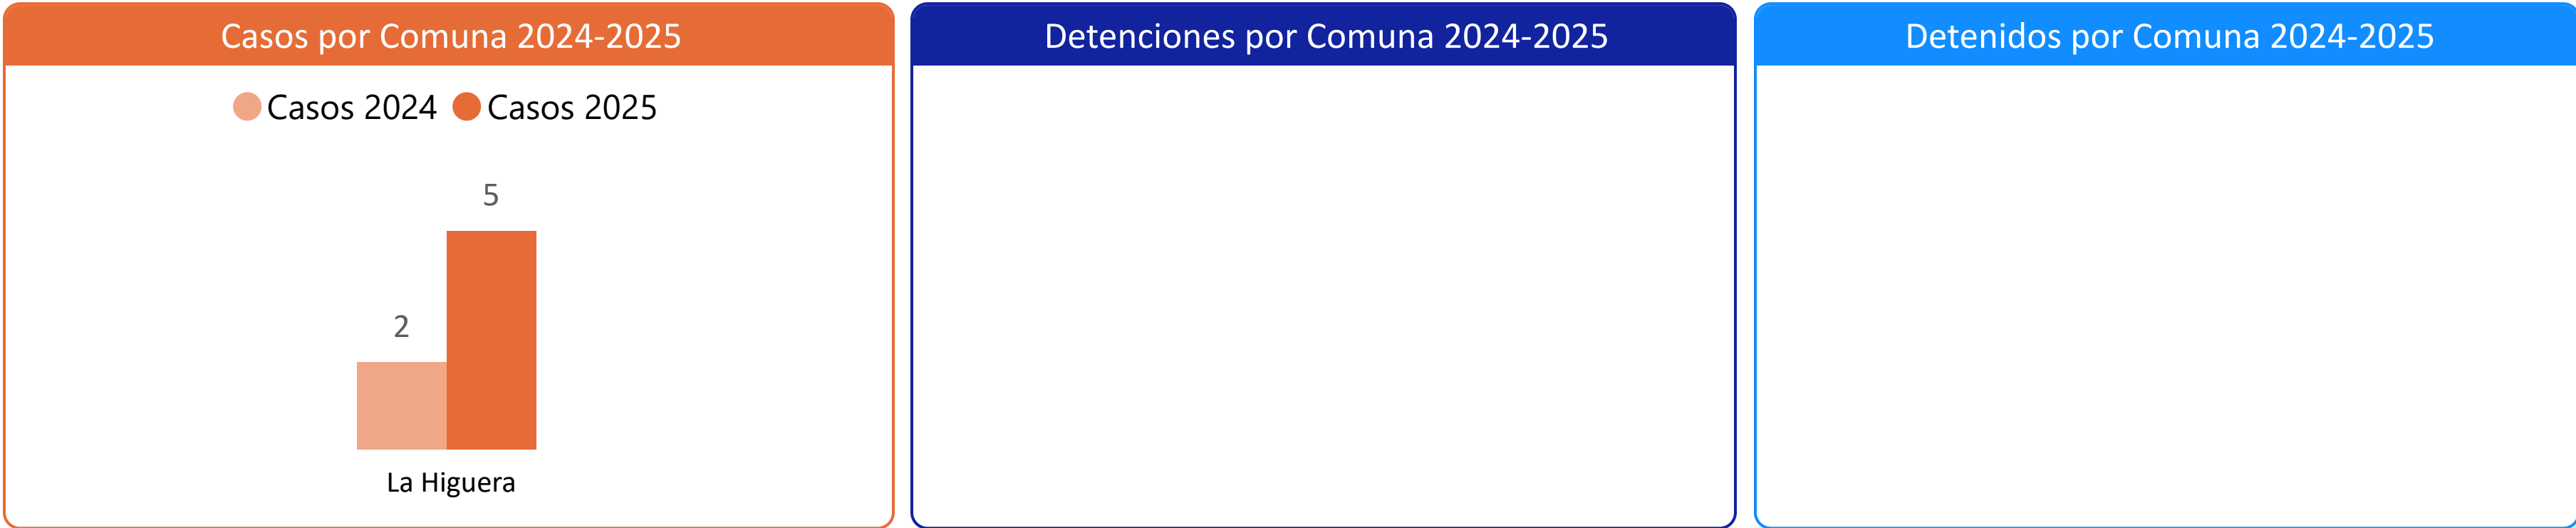 Casos por Comuna 2024-2025
Casos 2024 Casos 2025
5
2
La Higuera
Detenciones por Comuna 2024-2025
Detenidos por Comuna 2024-2025